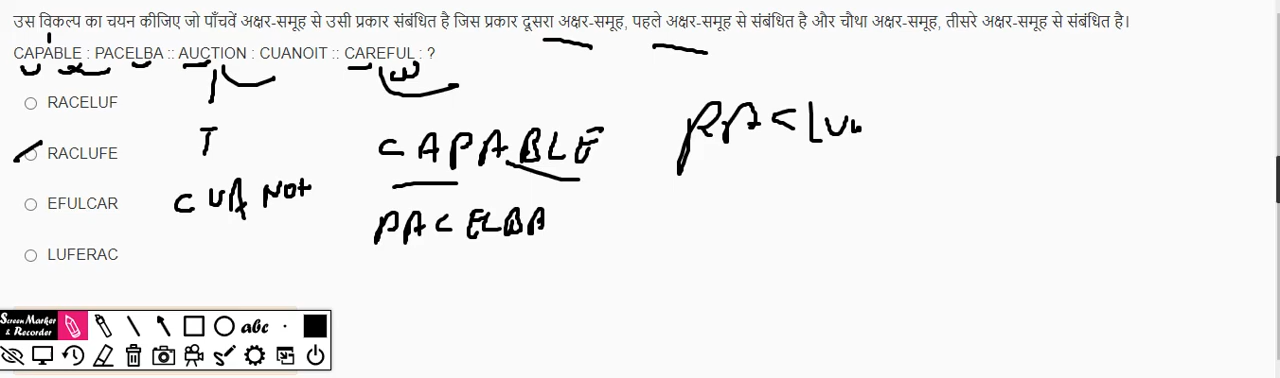 उस विकल्प का चयन कीजिए जो पाँचवें अक्षर-समूह से उसी प्रकार संबंधित है जिस प्रकार दूसरा अक्षर-समूह, पहले अक्षर-समूह से संबंधित है और चौथा अक्षर-समूह, तीसरे अक्षर-समूह से संबंधित है।
CAPABLE : PACELBA :: AUCTION : CUANOIT :: CAREFUL : ?
RACELUF
RACLUFE
EFULCAR
LUFERAC
T
CUA NOt
CAPABLE
PACELBA
RACLU
Screen Marker & Recorder
abc